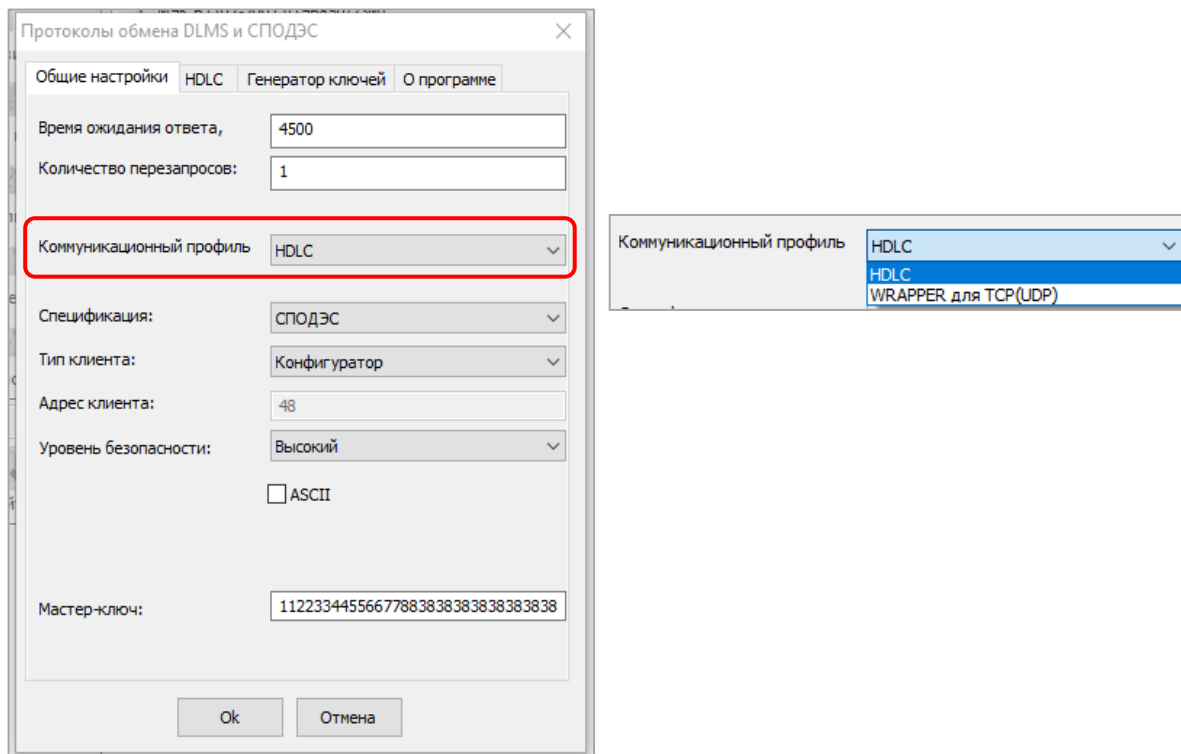 Протоколы обмена DLMS и СПОДЭС
Общие настройки HDLC Генератор ключей О программе
Время ожидания ответа, 4500
Количество перезапросов: 1
Коммуникационный профиль HDLC
Спецификация: СПОДЭС
Тип клиента: Конфигуратор
Адрес клиента: 48
Уровень безопасности: Высокий
ASCII
Мастер-ключ: 11223344556677883838383838383838
Ok Отмена
Коммуникационный профиль HDLC
HDLC
WRAPPER для TCP(UDP)